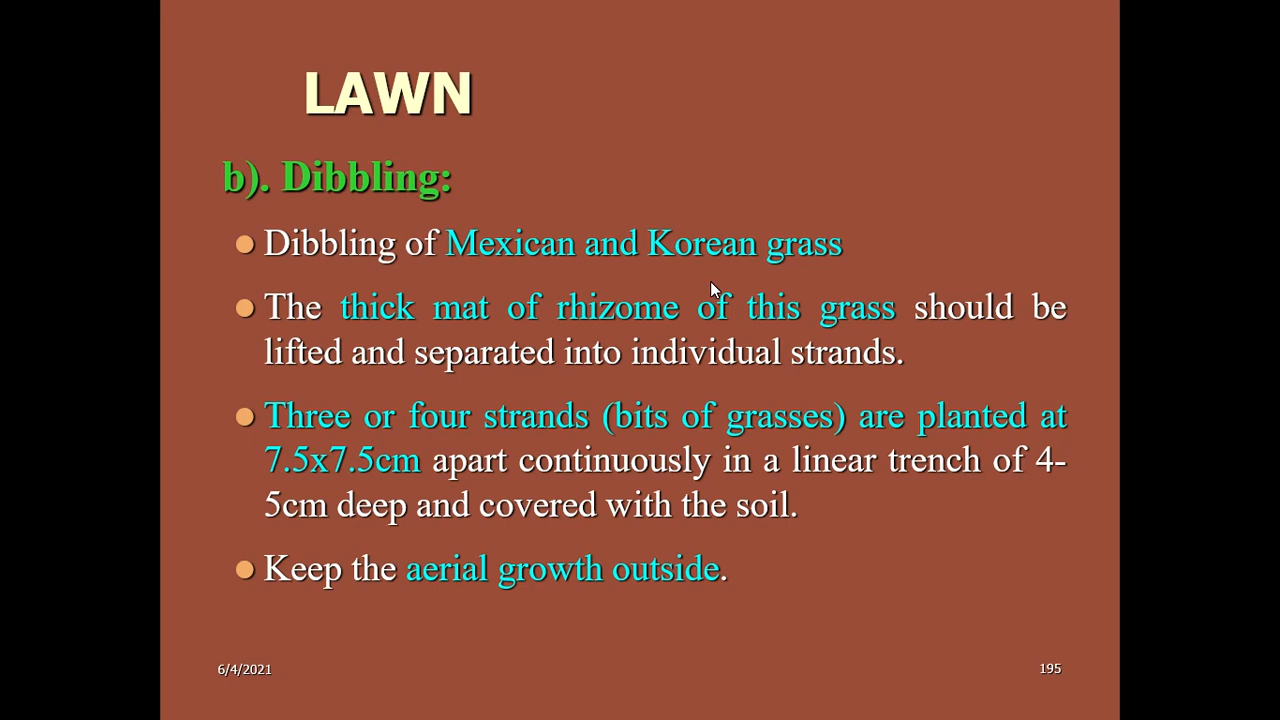 LAWN
b). Dibbling:
Dibbling of Mexican and Korean grass
The thick mat of rhizome of this grass should be
lifted and separated into individual strands.
Three or four strands (bits of grasses) are planted at
7.5x7.5cm apart continuously in a linear trench of 4-
5cm deep and covered with the soil.
Keep the aerial growth outside.
6/4/2021
195